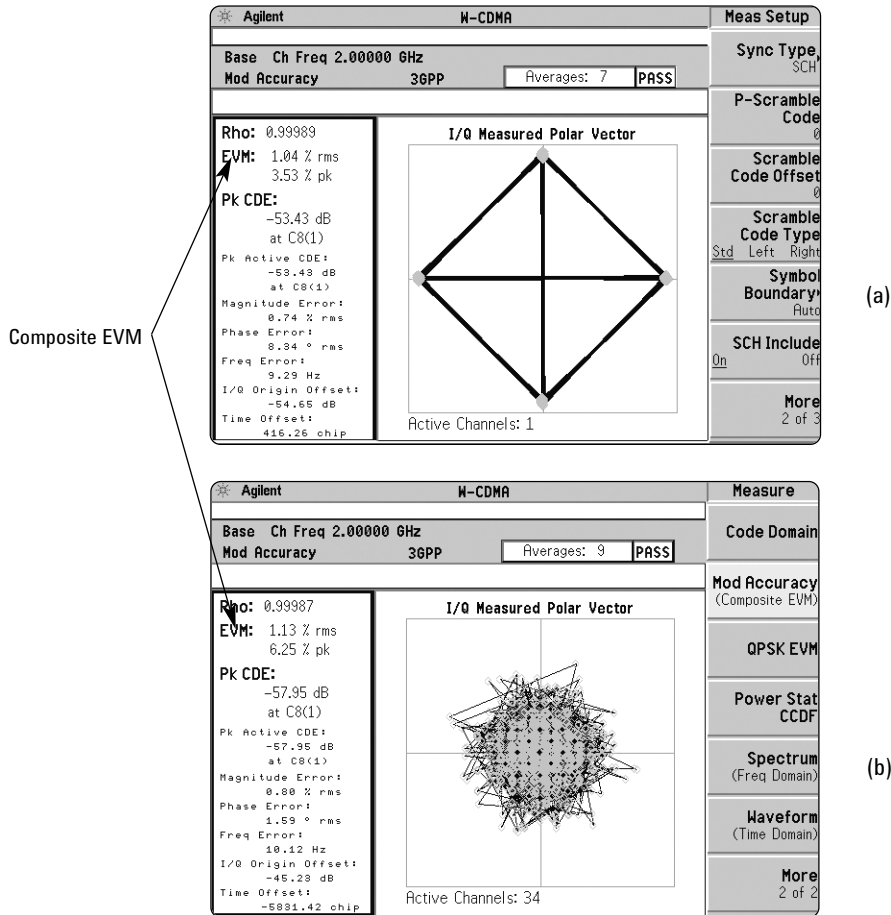 Agilent W-CDMA Meas Setup
Base Ch Freq 2.00000 GHz
Mod Accuracy 3GPP Averages: 7 PASS
Rho: 0.99989
EVM: 1.04 % rms
3.53 % pk
Pk CDE:
-53.43 dB
at C8(1)
Pk Active CDE:
-53.43 dB
at C8(1)
Magnitude Error:
0.74 % rms
Phase Error:
8.34 ° rms
Freq Error:
9.29 Hz
I/Q Origin Offset:
-54.65 dB
Time Offset:
416.26 chip
I/Q Measured Polar Vector
Active Channels: 1
Sync Type
SCH
P-Scramble
Code
0
Scramble
Code Offset
0
Scramble
Code Type
Std Left Right
Symbol
Boundary
Auto
SCH Include
On Off
More
2 of 3
(a)
Composite EVM
Agilent W-CDMA Measure
Base Ch Freq 2.00000 GHz
Mod Accuracy 3GPP Averages: 9 PASS
Rho: 0.99987
EVM: 1.13 % rms
6.25 % pk
Pk CDE:
-57.95 dB
at C8(1)
Pk Active CDE:
-57.95 dB
at C8(1)
Magnitude Error:
0.80 % rms
Phase Error:
1.59 ° rms
Freq Error:
10.12 Hz
I/Q Origin Offset:
-45.23 dB
Time Offset:
-5831.42 chip
I/Q Measured Polar Vector
Active Channels: 34
Code Domain
Mod Accuracy
(Composite EVM)
QPSK EVM
Power Stat
CCDF
Spectrum
(Freq Domain)
Waveform
(Time Domain)
More
2 of 2
(b)